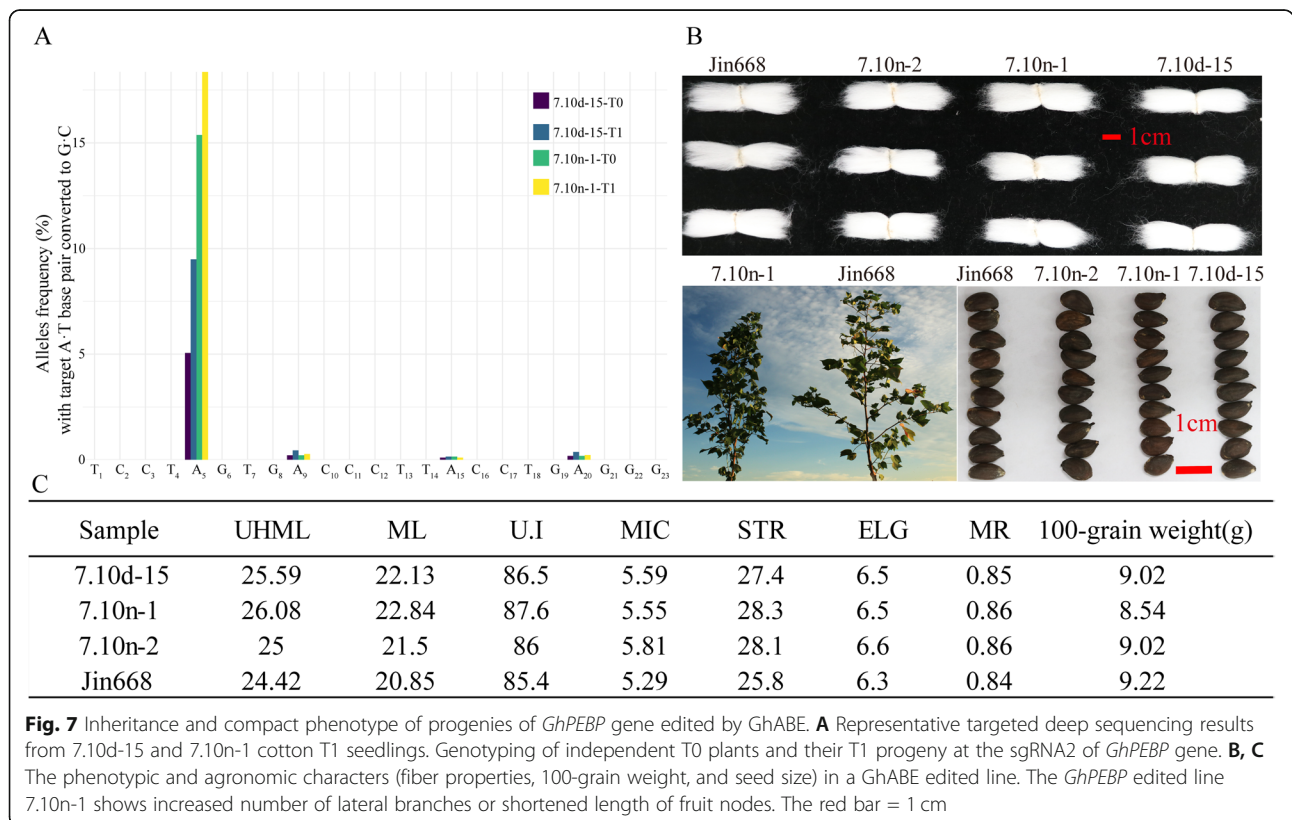 A
Alleles frequency (%)
with target A·T base pair converted to G·C
15
10
5
0
7.10d-15-T0
7.10d-15-T1
7.10n-1-T0
7.10n-1-T1
T1 C2 C3 T4 A5 G6 T7 G8 A9 C10 C11 C12 T13 T14 A15 C16 C17 T18 G19 A20 G21 G22 G23
B
Jin668 7.10n-2 7.10n-1 7.10d-15
1cm
7.10n-1 Jin668 Jin668 7.10n-2 7.10n-1 7.10d-15
1cm
C
Sample UHML ML U.I MIC STR ELG MR 100-grain weight(g)
7.10d-15 25.59 22.13 86.5 5.59 27.4 6.5 0.85 9.02
7.10n-1 26.08 22.84 87.6 5.55 28.3 6.5 0.86 8.54
7.10n-2 25 21.5 86 5.81 28.1 6.6 0.86 9.02
Jin668 24.42 20.85 85.4 5.29 25.8 6.3 0.84 9.22
Fig. 7 Inheritance and compact phenotype of progenies of GhPEBP gene edited by GhABE. A Representative targeted deep sequencing results
from 7.10d-15 and 7.10n-1 cotton T1 seedlings. Genotyping of independent T0 plants and their T1 progeny at the sgRNA2 of GhPEBP gene. B, C
The phenotypic and agronomic characters (fiber properties, 100-grain weight, and seed size) in a GhABE edited line. The GhPEBP edited line
7.10n-1 shows increased number of lateral branches or shortened length of fruit nodes. The red bar = 1 cm